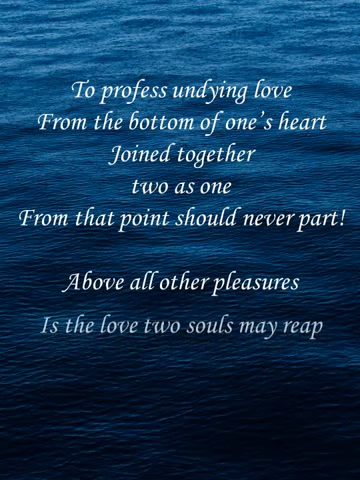 To profess undying love
From the bottom of one's heart
Joined together
two as one
From that point should never part!
Above all other pleasures
Is the love two souls may reap